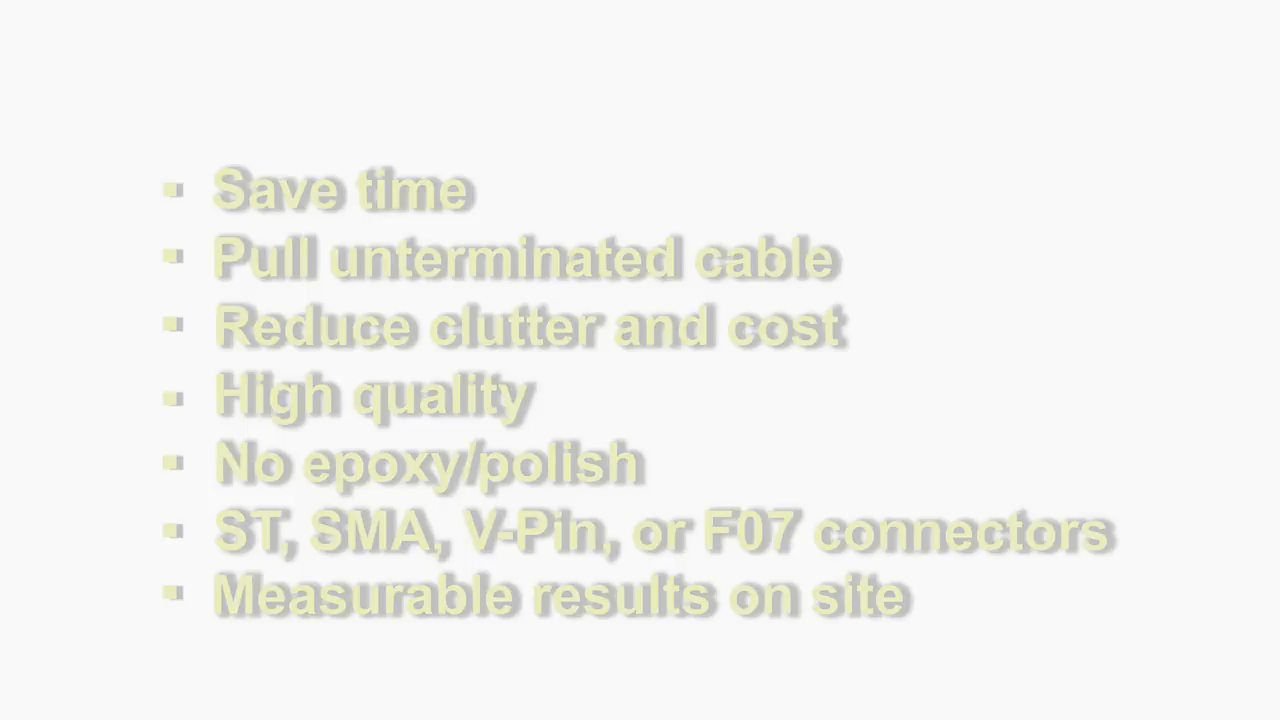 ▪ Save time
▪ Pull unterminated cable
▪ Reduce clutter and cost
▪ High quality
▪ No epoxy/polish
▪ ST, SMA, V-Pin, or F07 connectors
▪ Measurable results on site